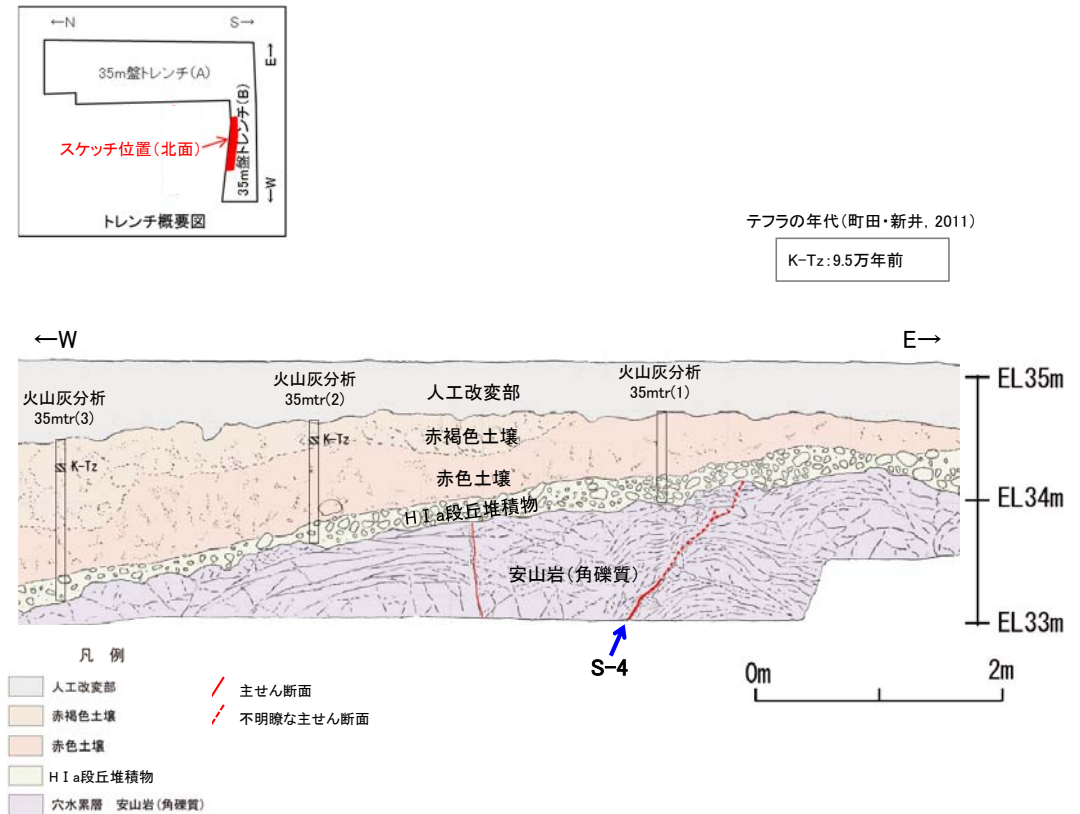 ←N
S→
E→
35m盤トレンチ(A)
35m盤トレンチ(B)
スケッチ位置(北面)
←W
トレンチ概要図
テフラの年代(町田・新井, 2011)
K-Tz:9.5万年前
←W
E→
火山灰分析
35mtr(3)
火山灰分析
35mtr(2)
人工改変部
火山灰分析
35mtr(1)
EL35m
K-Tz
K-Tz
赤褐色土壌
赤色土壌
HⅠa段丘堆積物
EL34m
安山岩(角礫質)
EL33m
S-4
0m
2m
凡 例
人工改変部
赤褐色土壌
赤色土壌
HⅠa段丘堆積物
穴水累層 安山岩(角礫質)
主せん断面
不明瞭な主せん断面